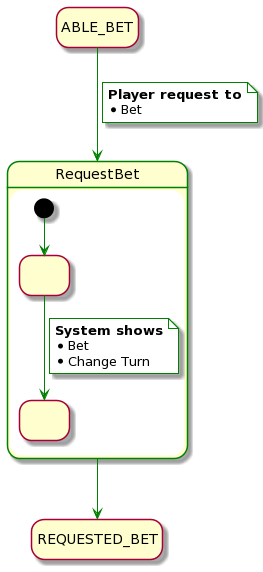 ABLE_BET
Player request to
• Bet
RequestBet
System shows
• Bet
• Change Turn
REQUESTED_BET